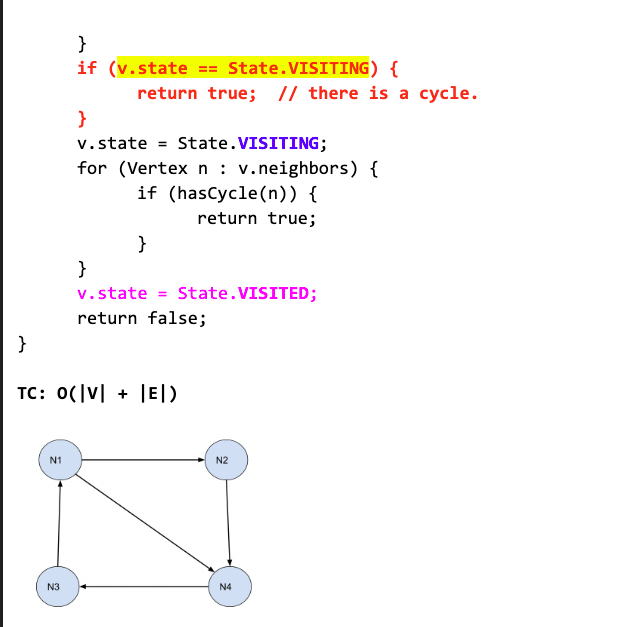 }
if (v.state == State.VISITING) {
return true;  // there is a cycle.
}
v.state = State.VISITING;
for (Vertex n : v.neighbors) {
if (hasCycle(n)) {
return true;
}
}
v.state = State.VISITED;
return false;
}
TC: O(|V| + |E|)
N1
N2
N3
N4